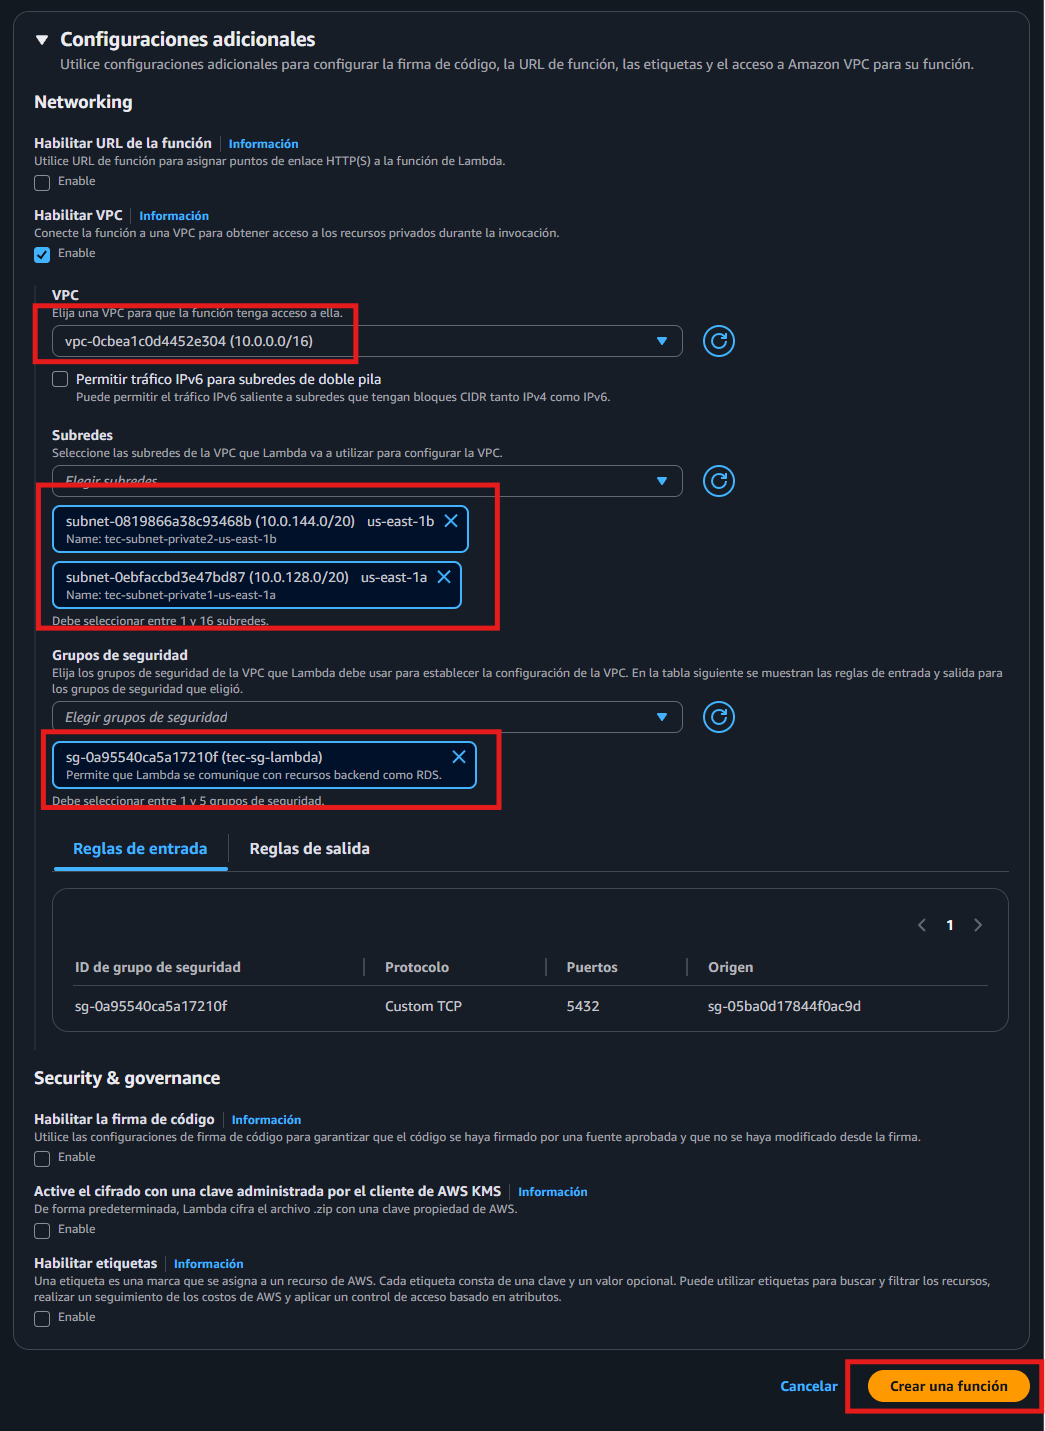 Configuraciones adicionales
Utilice configuraciones adicionales para configurar la firma de código, la URL de función, las etiquetas y el acceso a Amazon VPC para su función.
Networking
Habilitar URL de la función Información
Utilice URL de función para asignar puntos de enlace HTTP(S) a la función de Lambda.
Enable
Habilitar VPC Información
Conecte la función a una VPC para obtener acceso a los recursos privados durante la invocación.
Enable
VPC
Elija una VPC para que la función tenga acceso a ella.
vpc-0cbea1c0d4452e304 (10.0.0.0/16)
Permitir tráfico IPv6 para subredes de doble pila
Puede permitir el tráfico IPv6 saliente a subredes que tengan bloques CIDR tanto IPv4 como IPv6.
Subredes
Seleccione las subredes de la VPC que Lambda va a utilizar para configurar la VPC.
Elegir subredes
subnet-0819866a38c93468b (10.0.144.0/20) us-east-1b
Name: tec-subnet-private2-us-east-1b
subnet-0ebfaccbd3e47bd87 (10.0.128.0/20) us-east-1a
Name: tec-subnet-private1-us-east-1a
Debe seleccionar entre 1 y 16 subredes.
Grupos de seguridad
Elija los grupos de seguridad de la VPC que Lambda debe usar para establecer la configuración de la VPC. En la tabla siguiente se muestran las reglas de entrada y salida para
los grupos de seguridad que eligió.
Elegir grupos de seguridad
sg-0a95540ca5a17210f (tec-sg-lambda)
Permite que Lambda se comunique con recursos backend como RDS.
Debe seleccionar entre 1 y 5 grupos de seguridad.
Reglas de entrada Reglas de salida
1
ID de grupo de seguridad Protocolo Puertos Origen
sg-0a95540ca5a17210f Custom TCP 5432 sg-05ba0d17844f0ac9d
Security & governance
Habilitar la firma de código Información
Utilice las configuraciones de firma de código para garantizar que el código se haya firmado por una fuente aprobada y que no se haya modificado desde la firma.
Enable
Active el cifrado con una clave administrada por el cliente de AWS KMS Información
De forma predeterminada, Lambda cifra el archivo .zip con una clave propiedad de AWS.
Enable
Habilitar etiquetas Información
Una etiqueta es una marca que se asigna a un recurso de AWS. Cada etiqueta consta de una clave y un valor opcional. Puede utilizar etiquetas para buscar y filtrar los recursos,
realizar un seguimiento de los costos de AWS y aplicar un control de acceso basado en atributos.
Enable
Cancelar Crear una función